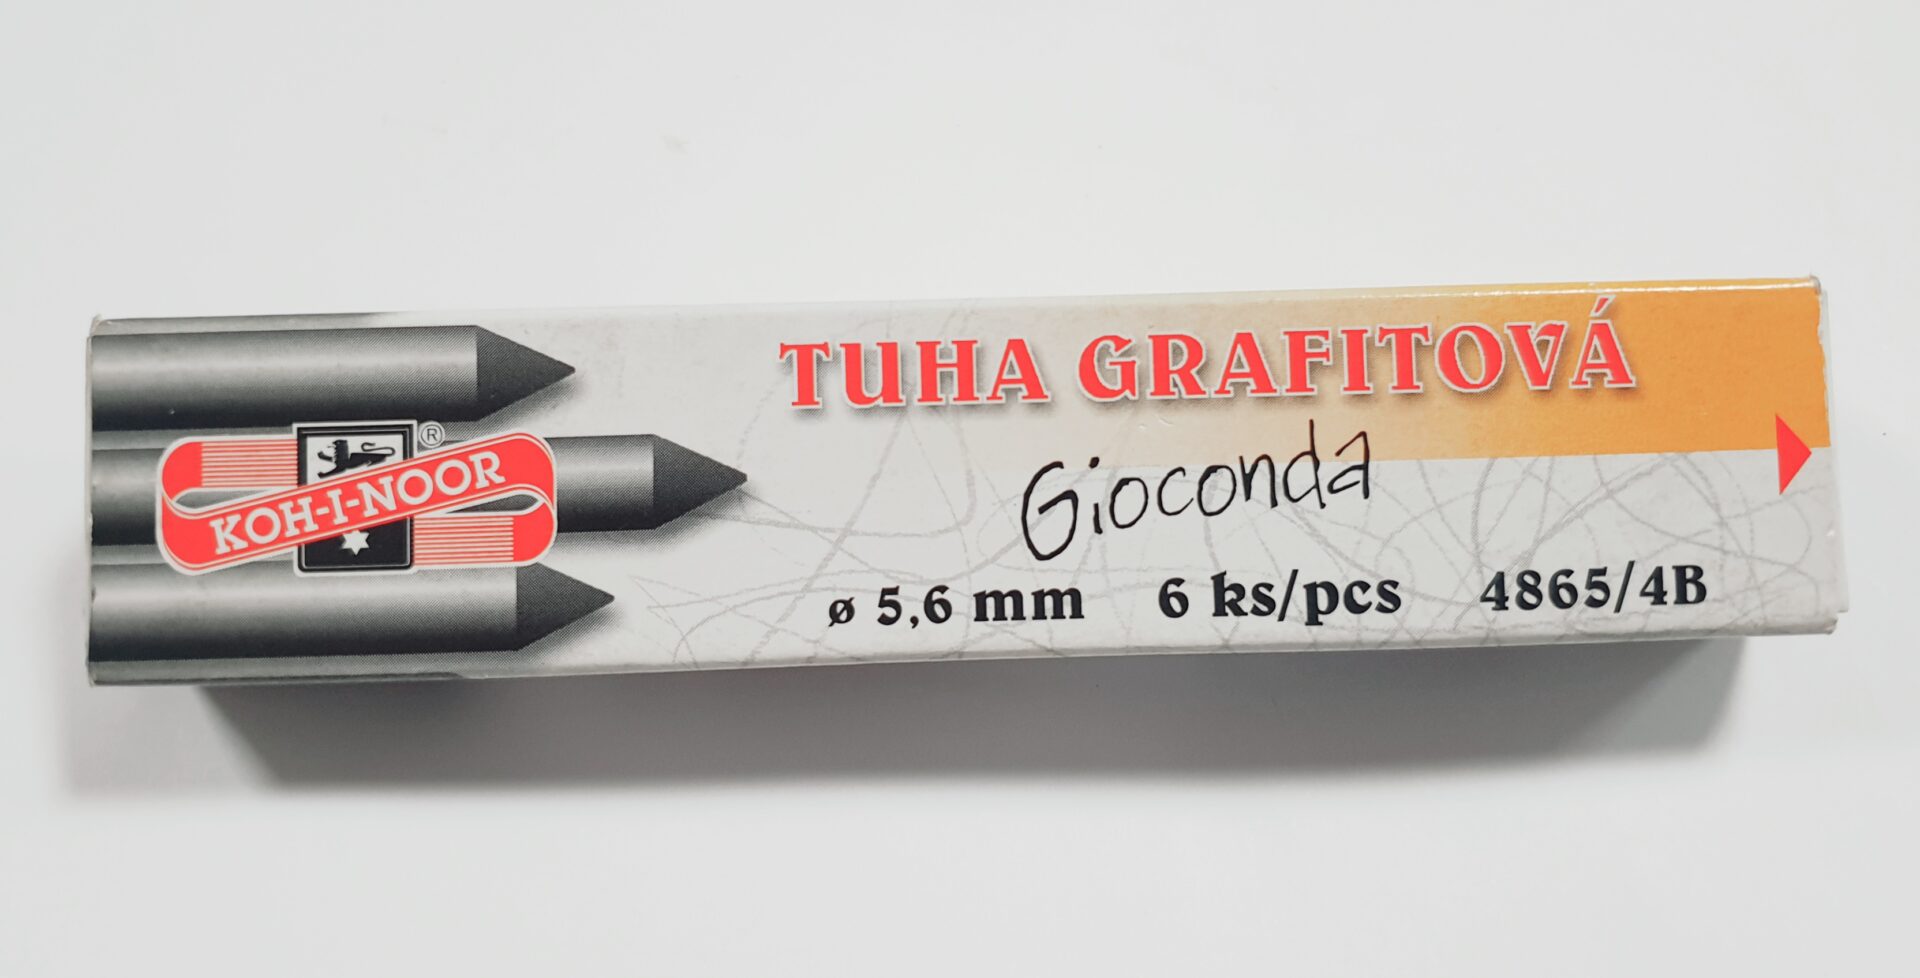 KOH-I-NOOR®
TUHA GRAFITOVÁ
Gioconda
ø 5,6 mm 6 ks/pcs 4865/4B